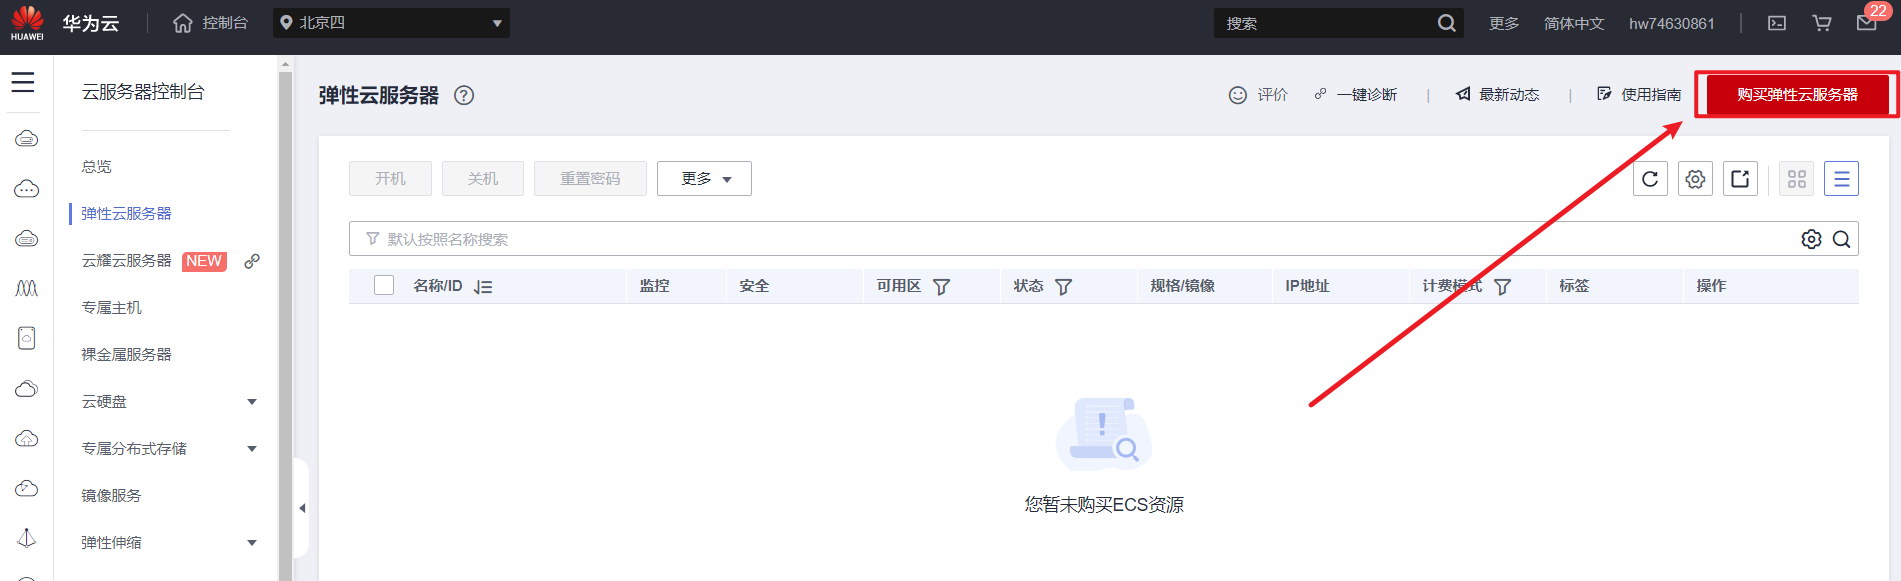 HUAWEI
华为云
控制台
北京四
搜索
更多
简体中文
hw74630861
22
云服务器控制台
总览
弹性云服务器
云耀云服务器 NEW
专属主机
裸金属服务器
云硬盘
专属分布式存储
镜像服务
弹性伸缩
弹性云服务器
评价
一键诊断
最新动态
使用指南
购买弹性云服务器
开机
关机
重置密码
更多
默认按照名称搜索
名称/ID
监控
安全
可用区
状态
规格/镜像
IP地址
计费模式
标签
操作
您暂未购买ECS资源